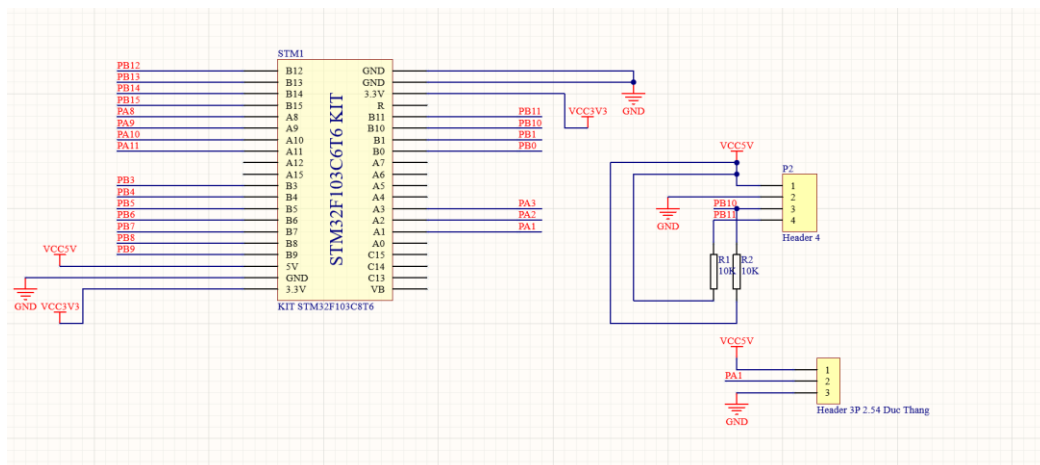 STM1
PB12
PB13
PB14
PB15
PA8
PA9
PA10
PA11
PB3
PB4
PB5
PB6
PB7
PB8
PB9
VCC5V
GND
VCC3V3
B12
B13
B14
B15
A8
A9
A10
A11
A12
A15
B3
B4
B5
B6
B7
B8
B9
5V
GND
3.3V
STM32F103C6T6 KIT
GND
GND
3.3V
R
B11
B10
B1
B0
A7
A6
A5
A4
A3
A2
A1
A0
C15
C14
C13
VB
KIT STM32F103C8T6
GND
VCC3V3
PB11
PB10
PB1
PB0
PA3
PA2
PA1
VCC5V
P2
1
2
3
4
Header 4
GND
PB10
PB11
R1
10K
R2
10K
VCC5V
PA1
GND
1
2
3
Header 3P 2.54 Duc Thang